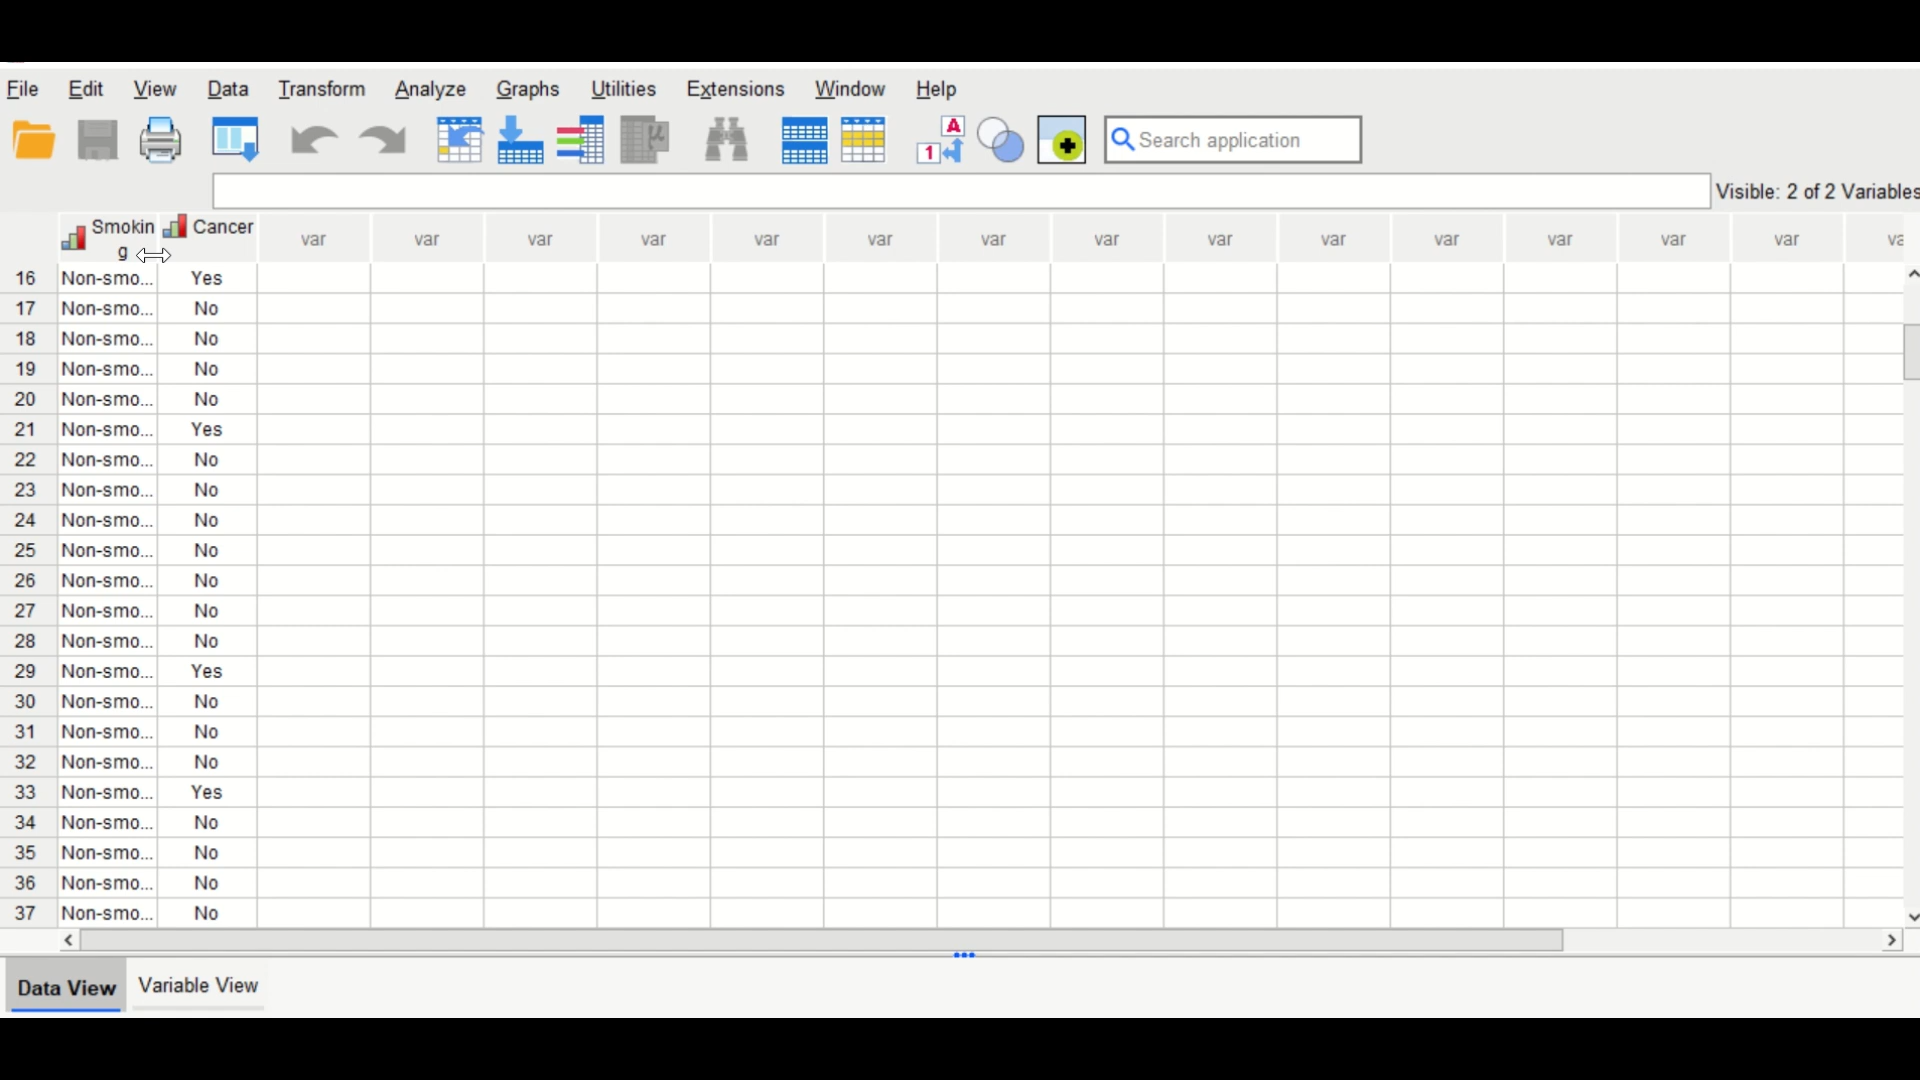 File Edit View Data Transform Analyze Graphs Utilities Extensions Window Help
A
1
Search application
Visible: 2 of 2 Variables
Smokin
g
Cancer
var var var var var var var var var var var var var var va
16 Non-smo... Yes
17 Non-smo... No
18 Non-smo... No
19 Non-smo... No
20 Non-smo... No
21 Non-smo... Yes
22 Non-smo... No
23 Non-smo... No
24 Non-smo... No
25 Non-smo... No
26 Non-smo... No
27 Non-smo... No
28 Non-smo... No
29 Non-smo... Yes
30 Non-smo... No
31 Non-smo... No
32 Non-smo... No
33 Non-smo... Yes
34 Non-smo... No
35 Non-smo... No
36 Non-smo... No
37 Non-smo... No
Data View Variable View